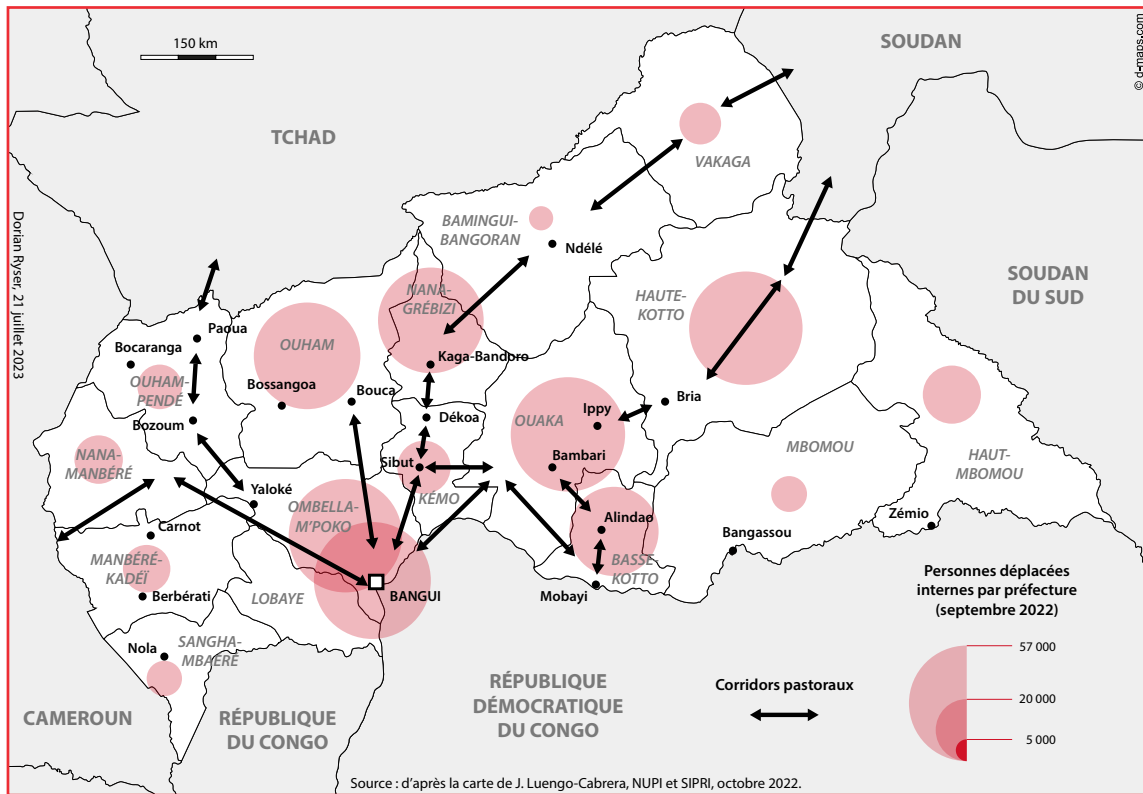 150 km
SOUDAN
© d-maps.com
TCHAD
VAKAGA
BAMINGUI-
BANGORAN
Ndélé
Dorian Ryser, 21 juillet 2023
SOUDAN
DU SUD
NANA-
GRÉBIZI
HAUTE-
KOTTO
Paoua
Bocaranga
OUHAM
Kaga-Bandoro
OUHAM-
PENDÉ
Bossangoa
Bouca
Bria
Ippy
Dékoa
OUAKA
Bozoum
MBOMOU
HAUT-
MBOMOU
NANA-
MANBÉRÉ
Sibut
Bambari
KÉMO
Yaloké
OMBELLA-
M'POKO
Zémio
Carnot
Alindao
Bangassou
MANBÉRÉ-
KADÉÏ
BASSE
KOTTO
Berbérati
LOBAYE
BANGUI
Mobayi
Nola
SANGHA-
MBAÉRÉ
Personnes déplacées
internes par préfecture
(septembre 2022)
57 000
20 000
5 000
Corridors pastoraux
CAMEROUN
RÉPUBLIQUE
DU CONGO
RÉPUBLIQUE
DÉMOCRATIQUE
DU CONGO
Source : d'après la carte de J. Luengo-Cabrera, NUPI et SIPRI, octobre 2022.